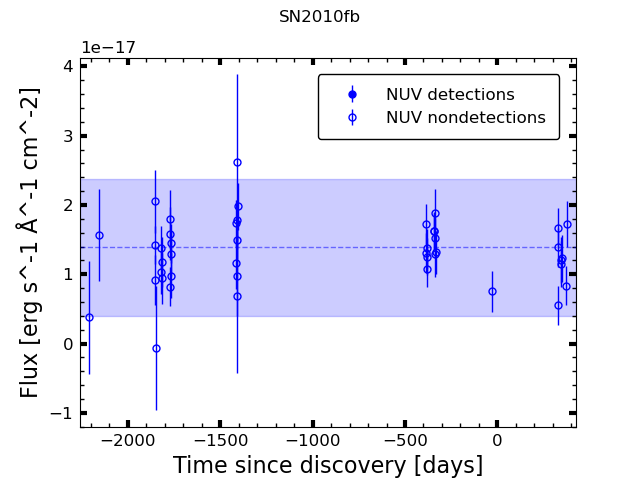 SN2010fb
1e−17
4
3
2
1
0
−1
Flux [erg s^-1 Å^-1 cm^-2]
NUV detections
NUV nondetections
−2000 −1500 −1000 −500 0
Time since discovery [days]